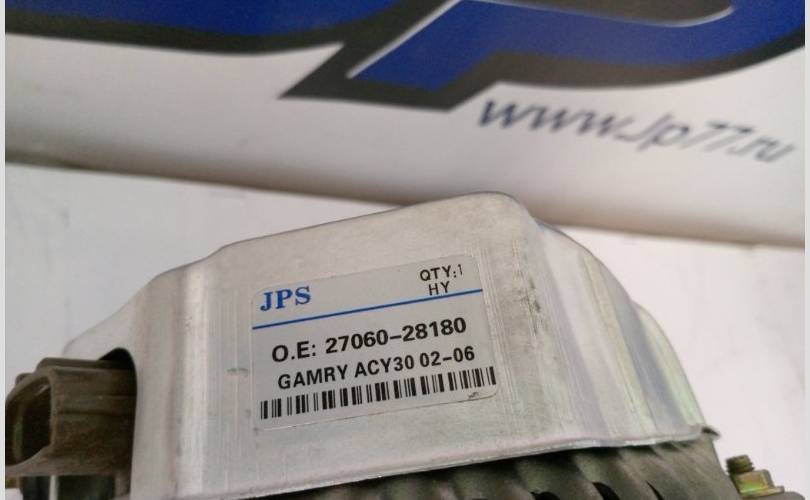 www.Jp77.ru
JPS
QTY:1
HY
O.E: 27060-28180
GAMRY ACY30 02-06